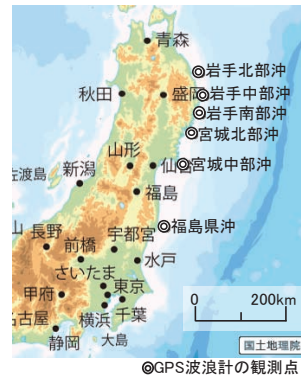 青森
◎岩手北部沖
秋田
盛岡
◎岩手中部沖
◎岩手南部沖
◎宮城北部沖
山形
仙台
◎宮城中部沖
佐渡島
新潟
福島
◎福島県沖
山
長野
前橋
宇都宮
水戸
さいたま
東京
甲府
千葉
横浜
名古屋
静岡
大島
0 200km
国土地理院
◎GPS波浪計の観測点